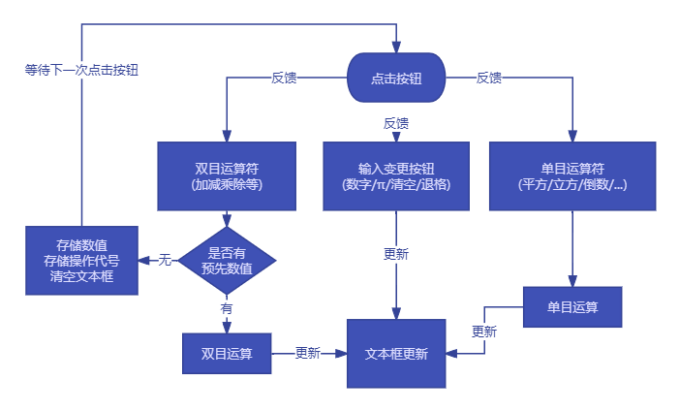 等待下一次点击按钮
反馈
点击按钮
反馈
反馈
双目运算符
(加减乘除等)
输入变更按钮
(数字/π/清空/退格)
单目运算符
(平方/立方/倒数/...)
存储数值
存储操作代号
清空文本框
无
是否有
预先数值
更新
有
单目运算
更新
双目运算
更新
文本框更新